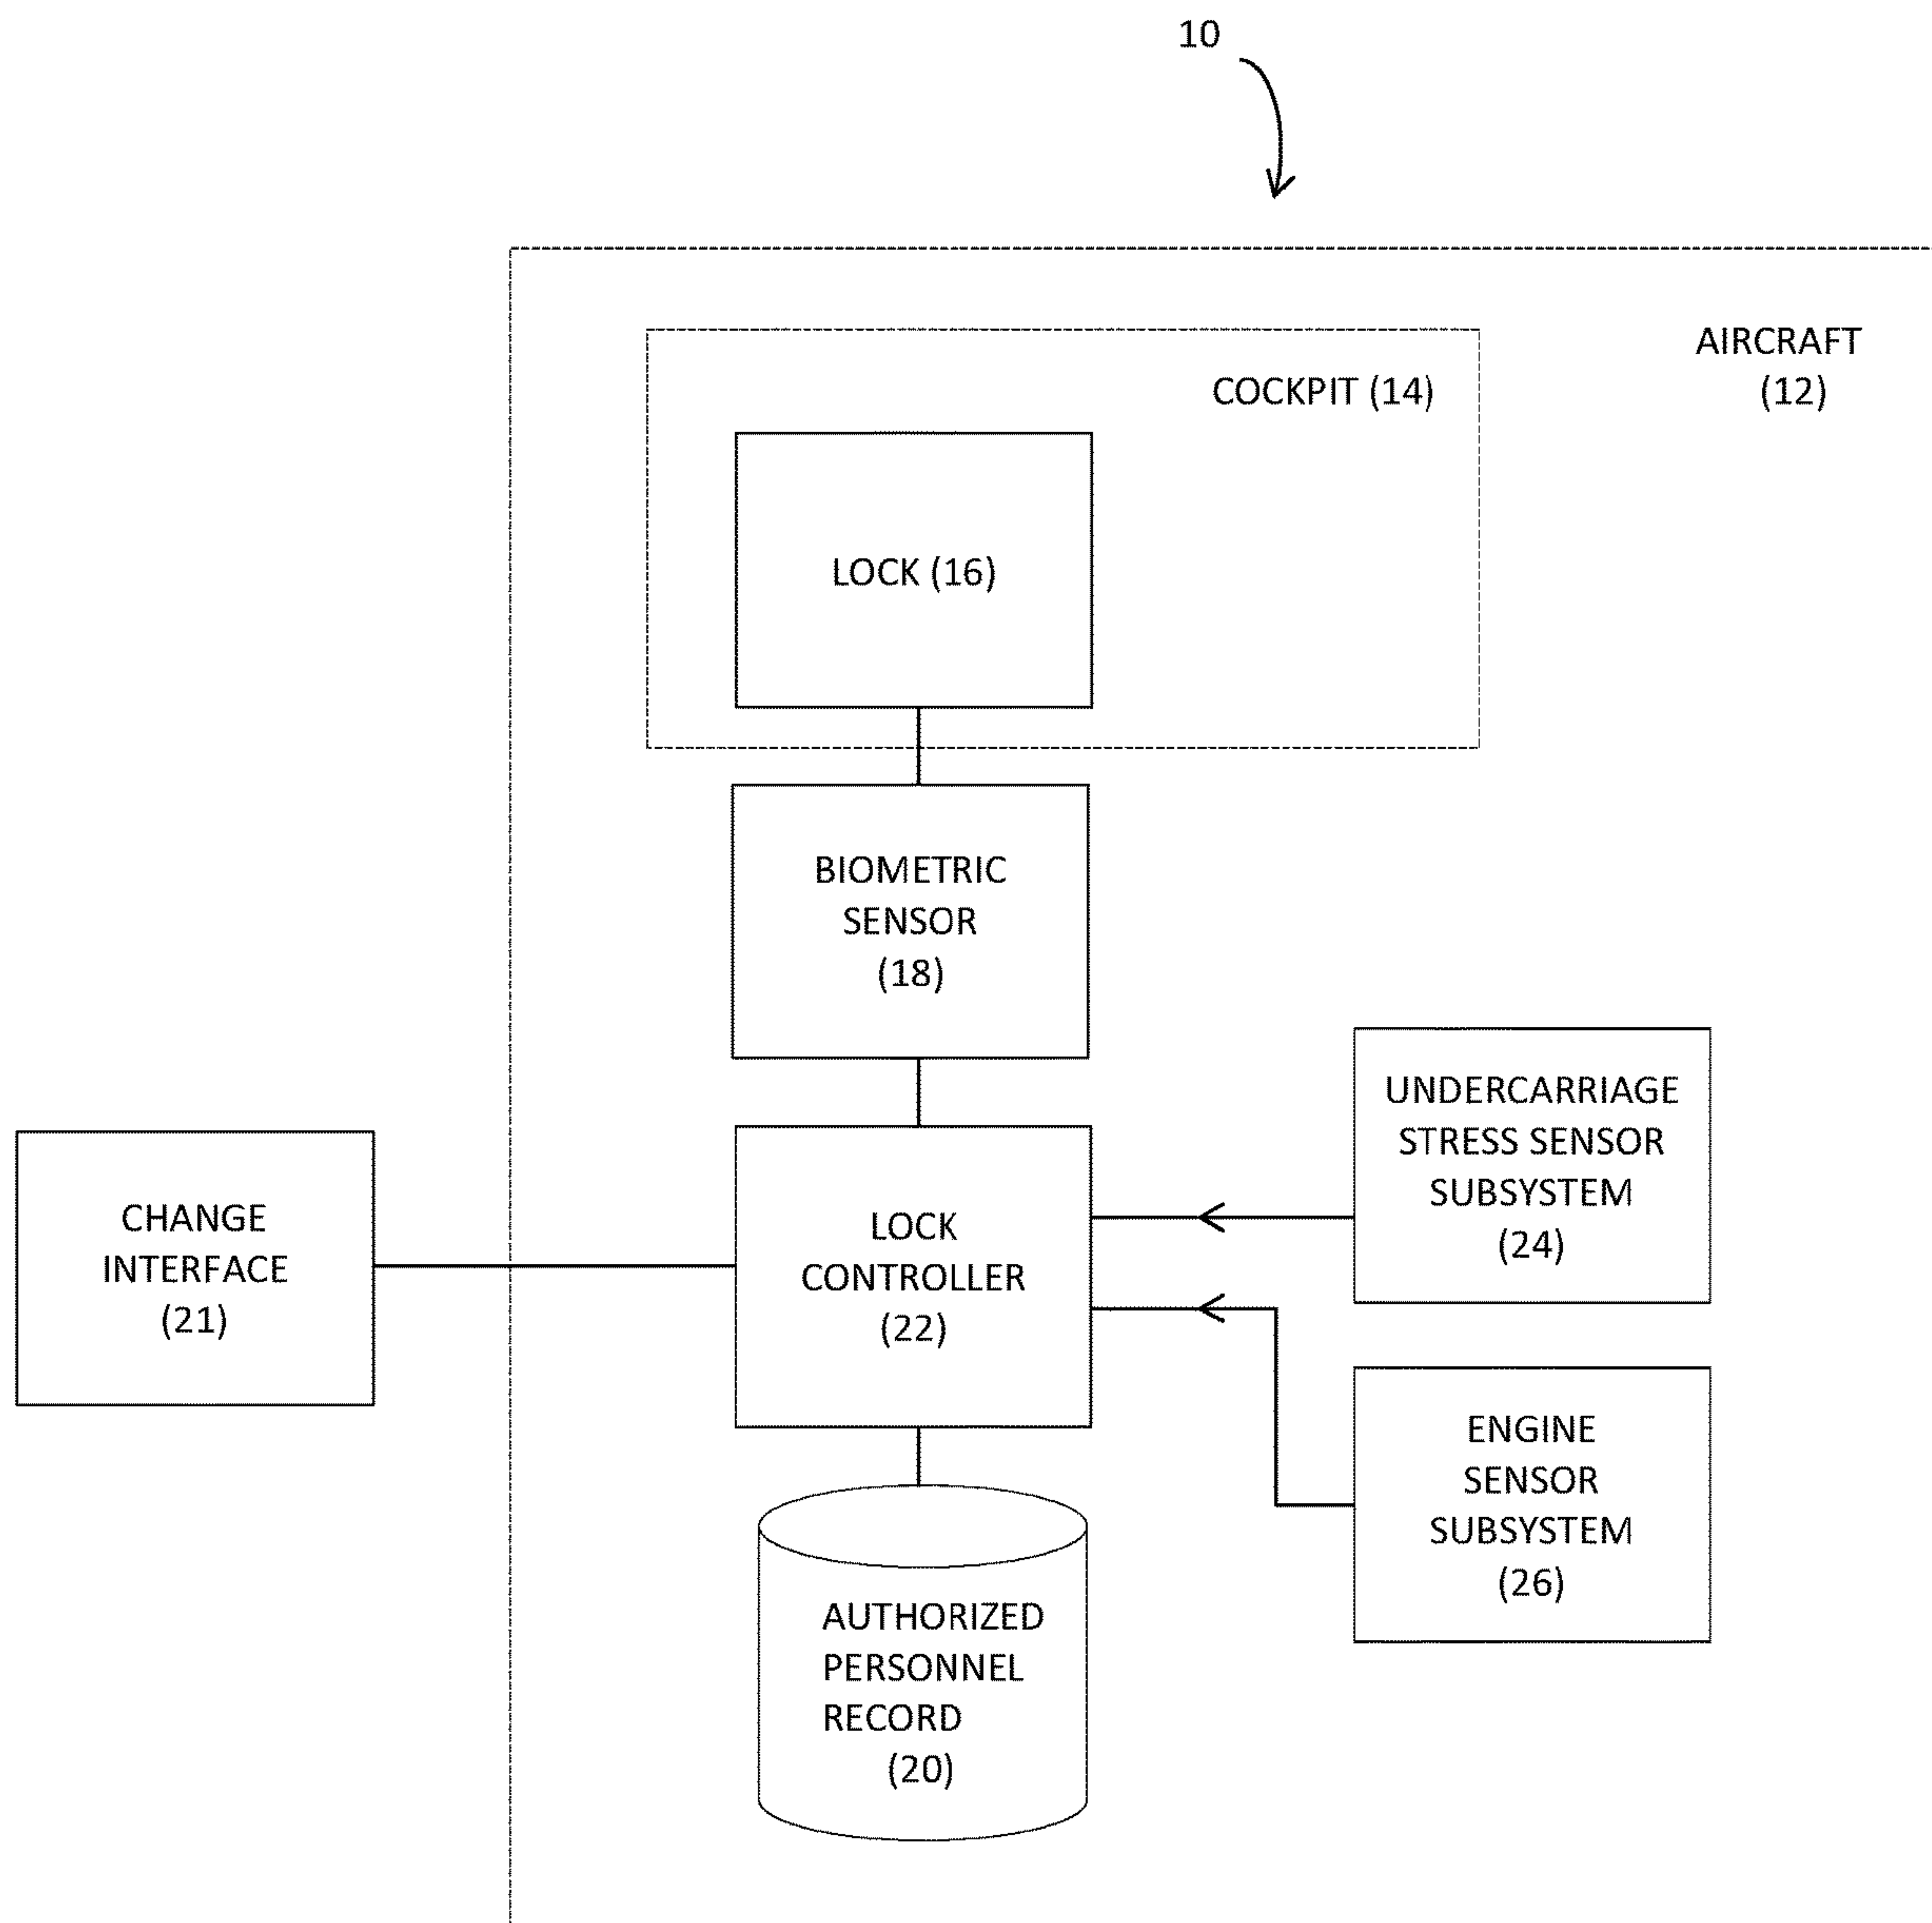 10
AIRCRAFT
(12)
COCKPIT (14)
LOCK (16)
BIOMETRIC
SENSOR
(18)
UNDERCARRIAGE
STRESS SENSOR
SUBSYSTEM
(24)
CHANGE
INTERFACE
(21)
LOCK
CONTROLLER
(22)
ENGINE
SENSOR
SUBSYSTEM
(26)
AUTHORIZED
PERSONNEL
RECORD
(20)